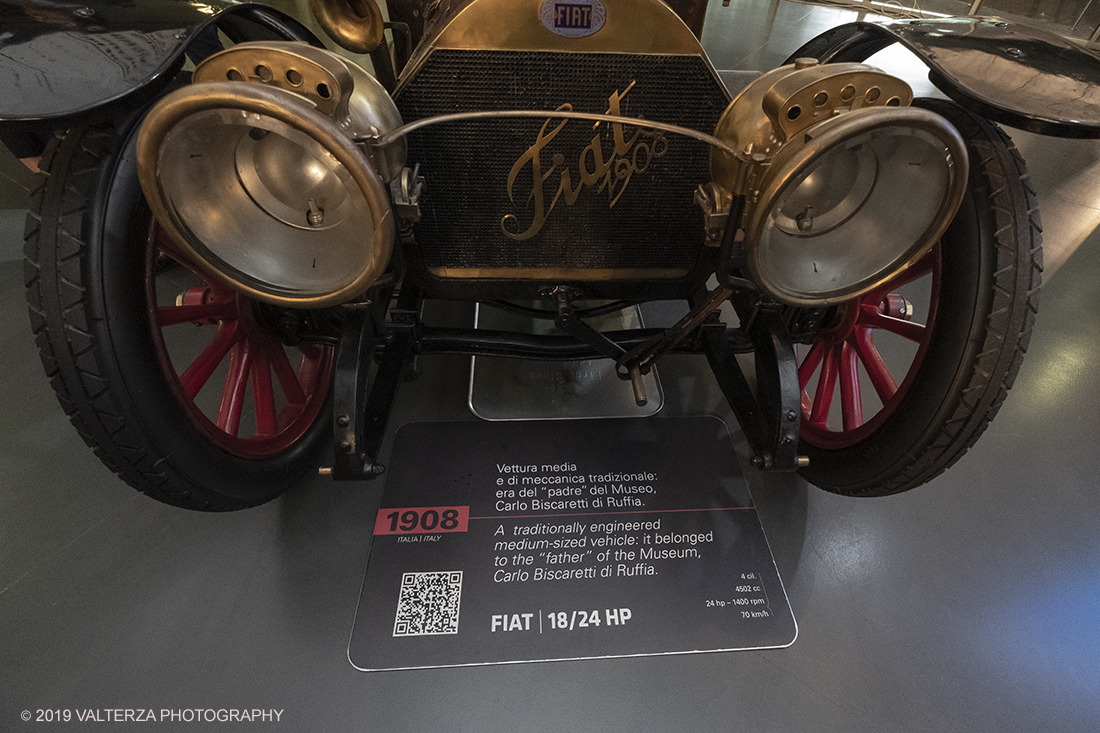 FIAT
Fiat
1908
Vettura media
e di meccanica tradizionale:
era del "padre" del Museo,
Carlo Biscaretti di Ruffia.
1908
ITALIA | ITALY
A traditionally engineered
medium-sized vehicle: it belonged
to the "father" of the Museum,
Carlo Biscaretti di Ruffia.
FIAT | 18/24 HP
4 cil.
4502 cc
24 hp – 1400 rpm
70 km/h
© 2019 VALTERZA PHOTOGRAPHY